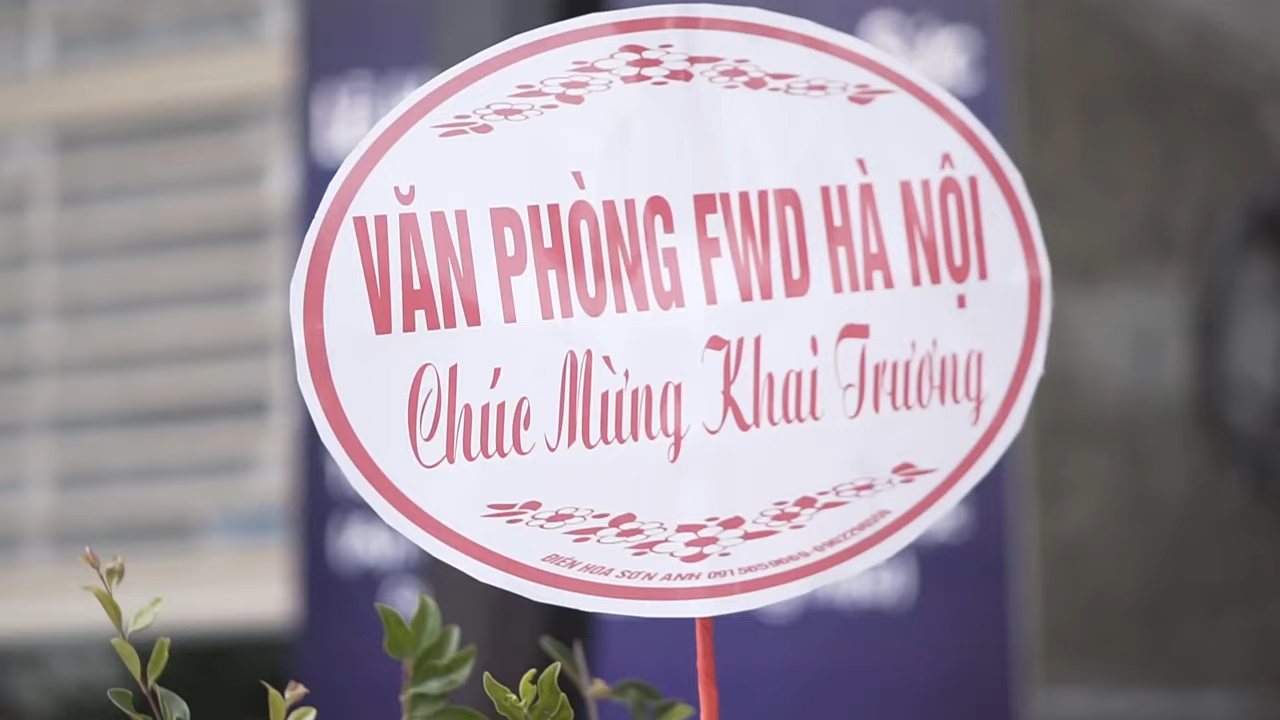 VĂN PHÒNG FWD HÀ NỘI
Chúc Mừng Khai Trương
ĐIỆN HOA SƠN ANH